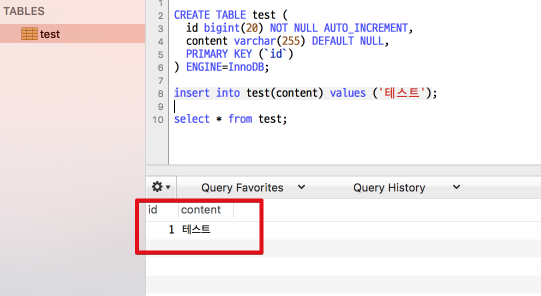 TABLES
test
1
2 CREATE TABLE test (
3 id bigint(20) NOT NULL AUTO_INCREMENT,
4 content varchar(255) DEFAULT NULL,
5 PRIMARY KEY (`id`)
6 ) ENGINE=InnoDB;
7
8 insert into test(content) values ('테스트');
9
10 select * from test;
Query Favorites
Query History
id content
1 테스트